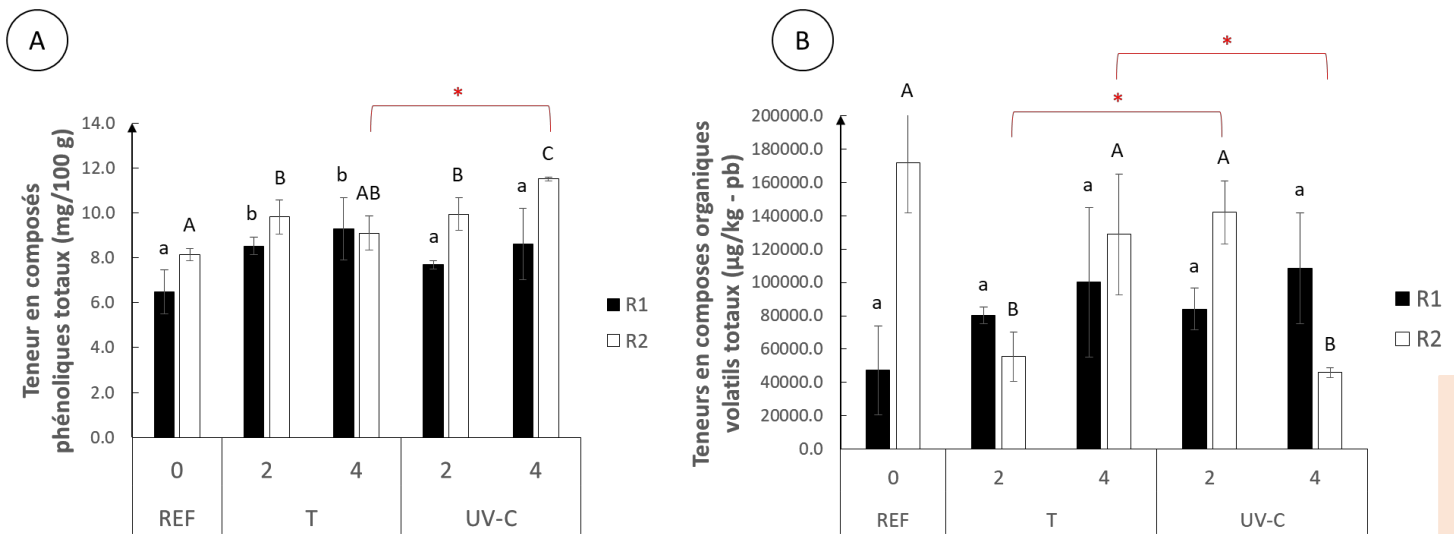 A
Teneur en composés
phénoliques totaux (mg/100 g)
14.0
12.0
10.0
8.0
6.0
4.0
2.0
0.0
a
A
b
B
b
AB
a
B
a
C
*
0
2
4
2
4
REF
T
UV-C
R1
R2
B
Teneurs en composes organiques
volatils totaux (µg/kg - pb)
200000.0
180000.0
160000.0
140000.0
120000.0
100000.0
80000.0
60000.0
40000.0
20000.0
0.0
a
A
a
B
a
A
a
A
a
B
*
*
0
2
4
2
4
REF
T
UV-C
R1
R2